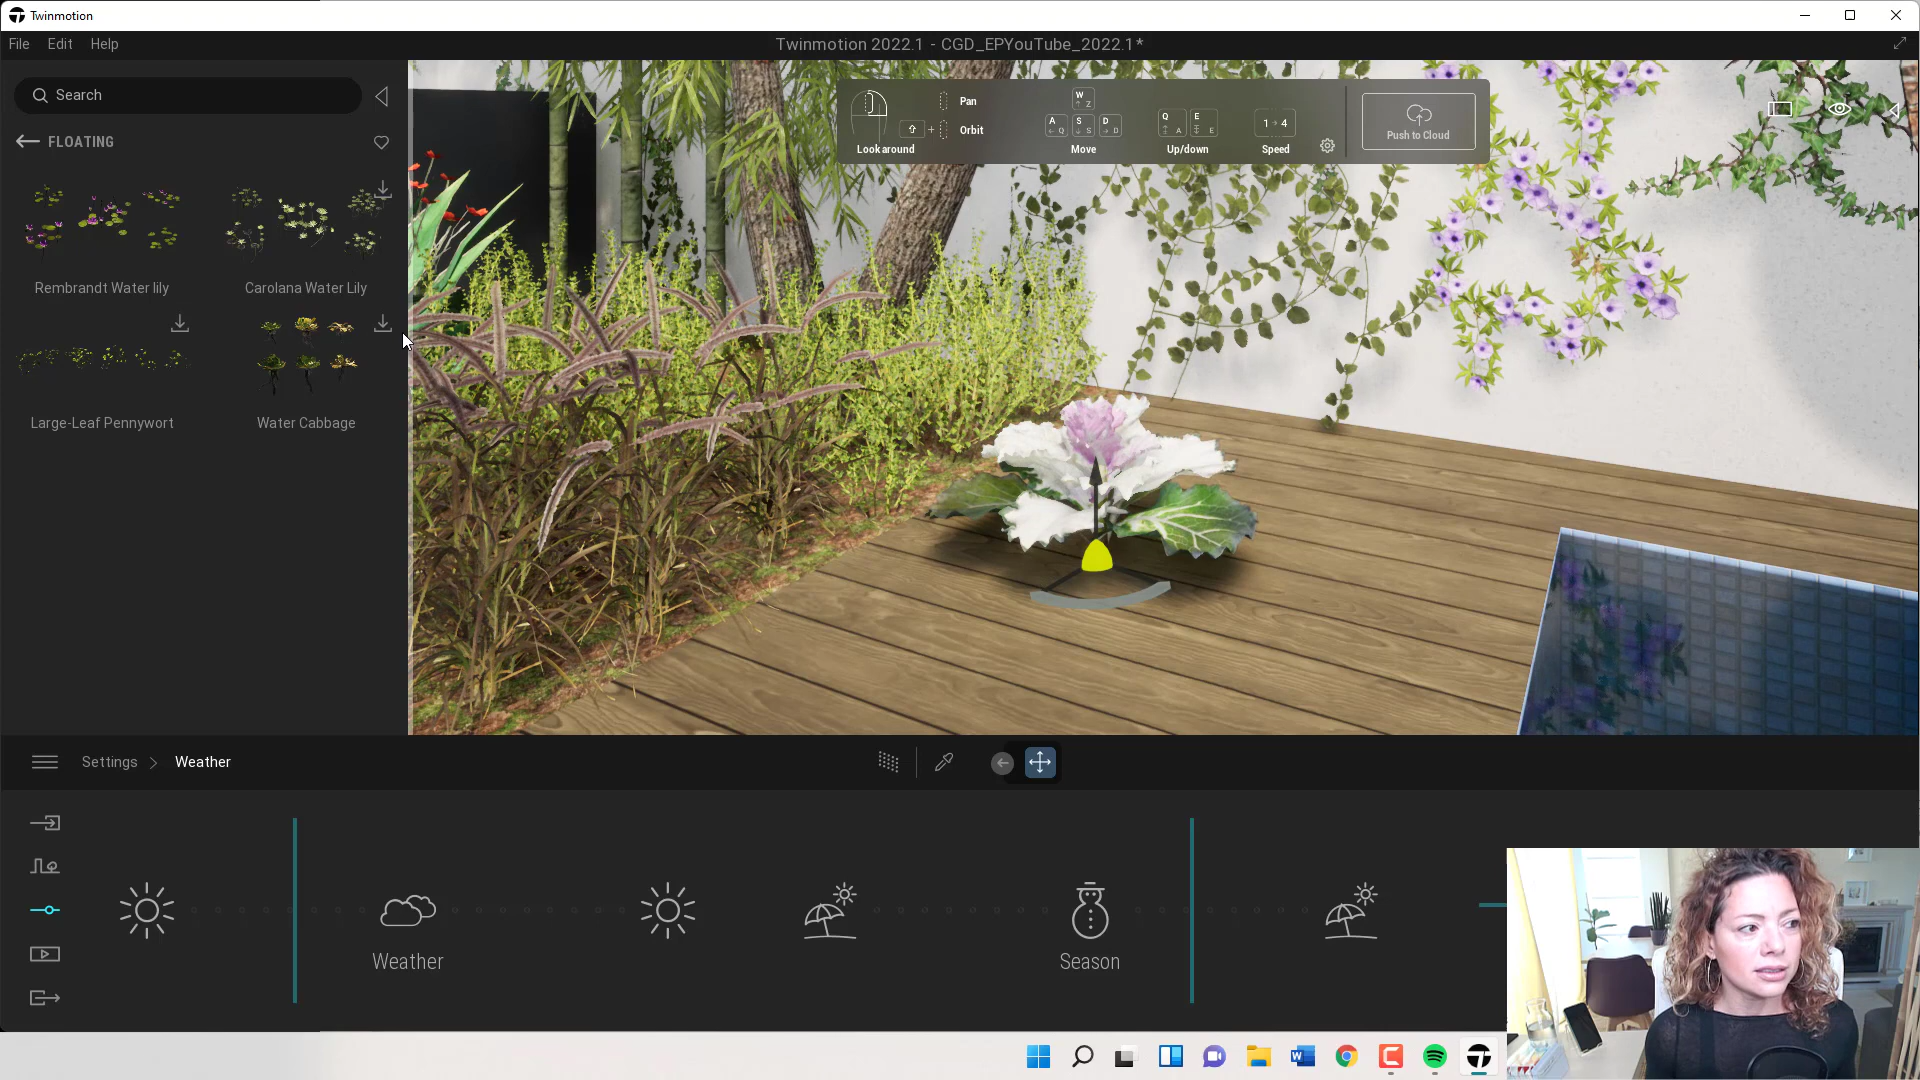 Twinmotion
File Edit Help
Twinmotion 2022.1 - CGD_EPYouTube_2022.1*
Search
FLOATING
Rembrandt Water lily
Carolana Water Lily
Large-Leaf Pennywort
Water Cabbage
Look around
+
Pan
Orbit
W
Z
A
Q
S
S
D
D
Move
Q
A
E
E
Up/down
1 4
Speed
Push to Cloud
Settings > Weather
Weather
Season